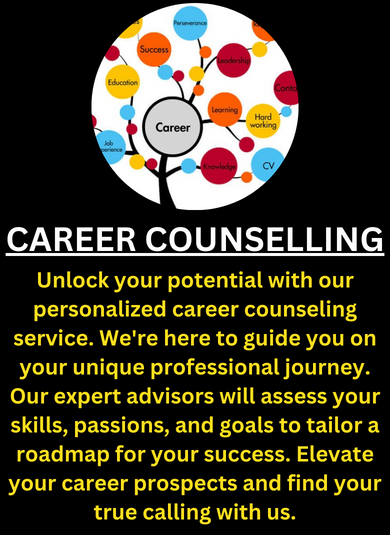 Perseverance
Success
Leadership
Education
Learning
Career
Hard
working
Job
Knowledge
CV
CAREER COUNSELLING
Unlock your potential with our
personalized career counseling
service. We're here to guide you on
your unique professional journey.
Our expert advisors will assess your
skills, passions, and goals to tailor a
roadmap for your success. Elevate
your career prospects and find your
true calling with us.